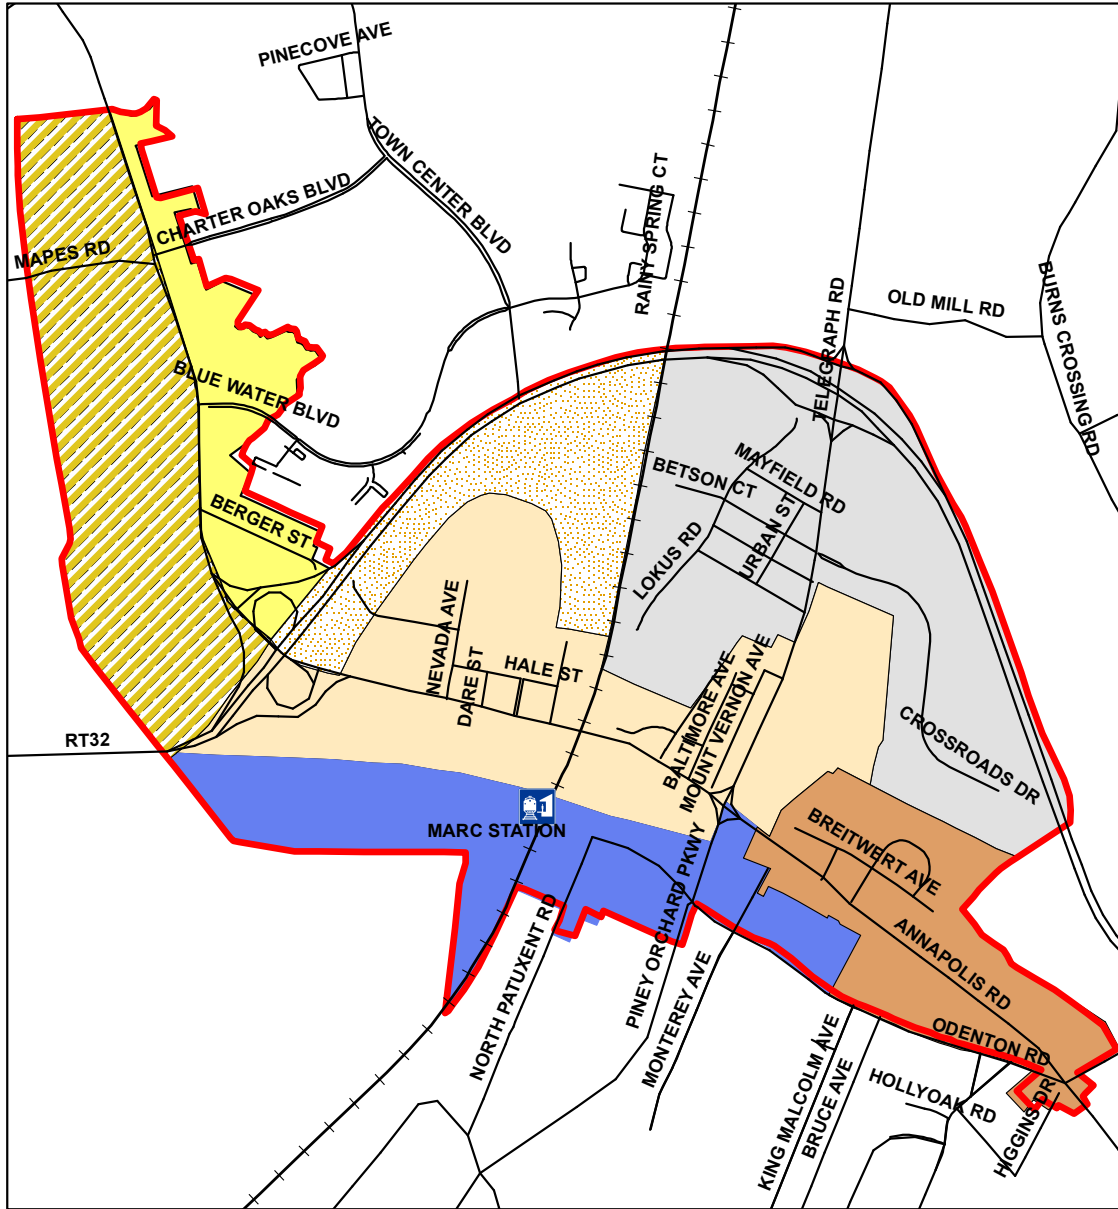 PINECOVE AVE
TOWN CENTER BLVD
RAINY SPRING CT
CHARTER OAKS BLVD
MAPES RD
TELEGRAPH RD
OLD MILL RD
BURNS CROSSING RD
BLUE WATER BLVD
MAYFIELD RD
BETSON CT
URBAN ST
LOKUS RD
BERGER ST
NEVADA AVE
DARE ST
HALE ST
BALTIMORE AVE
MOUNT VERNON AVE
CROSSROADS DR
RT32
MARC STATION
BREITWERT AVE
PINEY ORCHARD PKWY
NORTH PATUXENT RD
MONTEREY AVE
ANNAPOLIS RD
ODENTON RD
KING MALCOLM AVE
BRUCE AVE
HOLLYOAK RD
HIGGINS DR